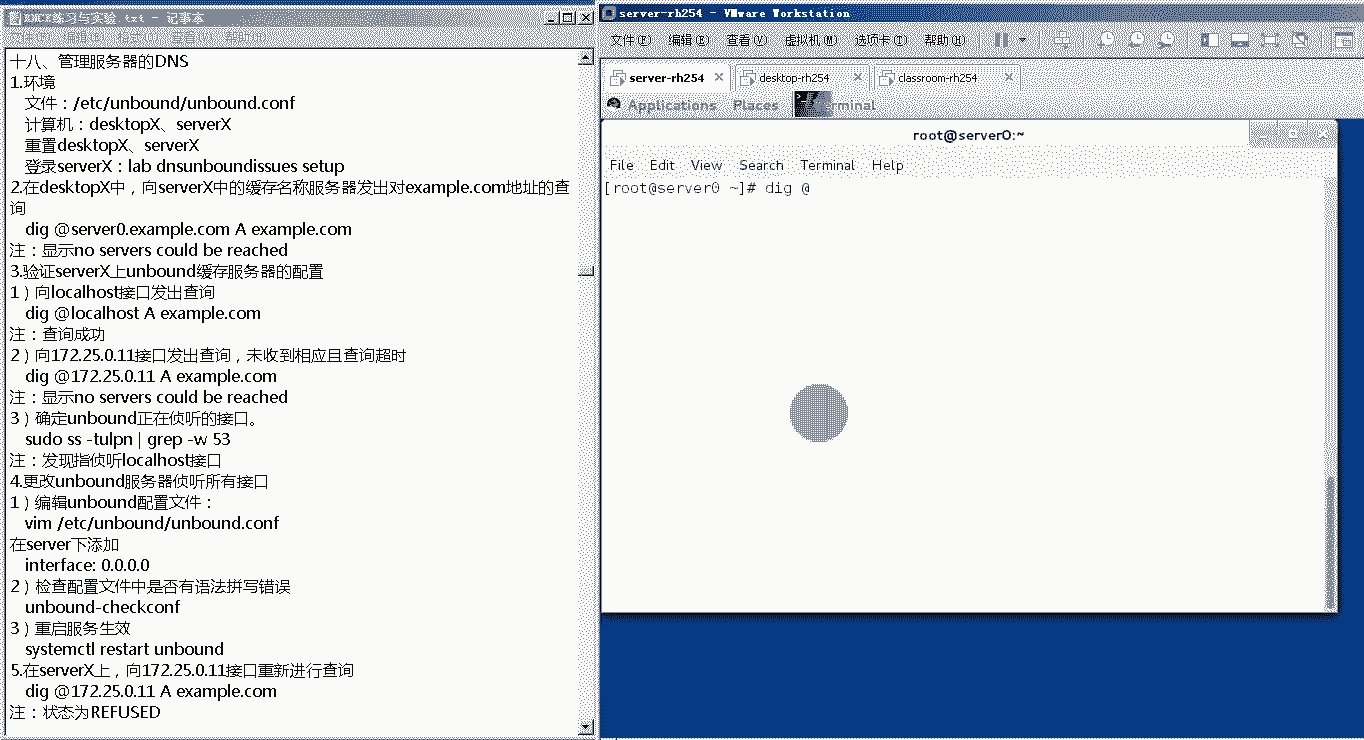 RHCE练习与实验.txt - 记事本
文件(F) 编辑(E) 格式(O) 查看(V) 帮助(H)
十八、管理服务器的DNS
1.环境
文件：/etc/unbound/unbound.conf
计算机：desktopX、serverX
重置desktopX、serverX
登录serverX：lab dnsunboundissues setup
2.在desktopX中，向serverX中的缓存名称服务器发出对example.com地址的查
询
dig @server0.example.com A example.com
注：显示no servers could be reached
3.验证serverX上unbound缓存服务器的配置
1）向localhost接口发出查询
dig @localhost A example.com
注：查询成功
2）向172.25.0.11接口发出查询，未收到相应且查询超时
dig @172.25.0.11 A example.com
注：显示no servers could be reached
3）确定unbound正在侦听的接口。
sudo ss -tulpn | grep -w 53
注：发现指侦听localhost接口
4.更改unbound服务器侦听所有接口
1）编辑unbound配置文件：
vim /etc/unbound/unbound.conf
在server下添加
interface: 0.0.0.0
2）检查配置文件中是否有语法拼写错误
unbound-checkconf
3）重启服务生效
systemctl restart unbound
5.在serverX上，向172.25.0.11接口重新进行查询
dig @172.25.0.11 A example.com
注：状态为REFUSED
server-rh254 - VMware Workstation
文件(F) 编辑(E) 查看(V) 虚拟机(M) 选项卡(T) 帮助(H)
server-rh254 desktop-rh254 classroom-rh254
Applications Places Terminal
root@server0:~
File Edit View Search Terminal Help
[root@server0 ~]# dig @